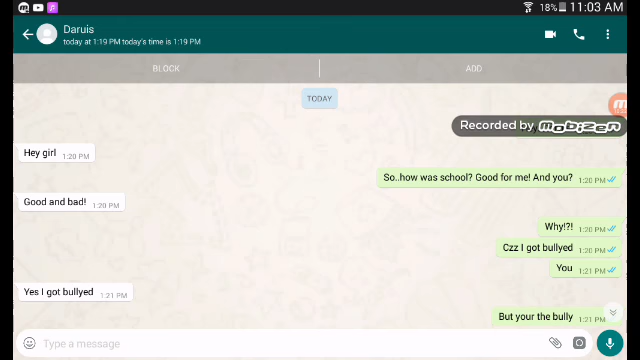 18% 11:03 AM
Daruis
today at 1:19 PM today's time is 1:19 PM
BLOCK
ADD
TODAY
Recorded by mobizen
Hey girl 1:20 PM
So..how was school? Good for me! And you? 1:20 PM
Good and bad! 1:20 PM
Why!?! 1:20 PM
Czz I got bullyed 1:20 PM
You 1:21 PM
Yes I got bullyed 1:21 PM
But your the bully 1:21 PM
Type a message